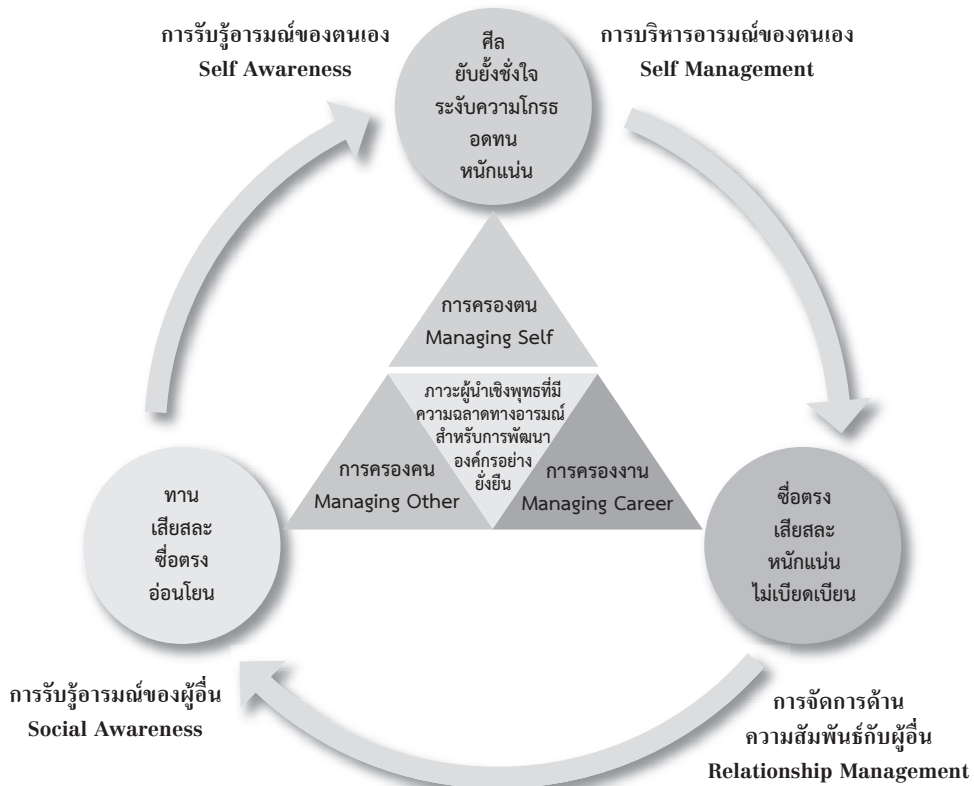 การรับรู้อารมณ์ของตนเอง
Self Awareness
ศีล
ยับยั้งชั่งใจ
ระงับความโกรธ
อดทน
หนักแน่น
การบริหารอารมณ์ของตนเอง
Self Management
การครองตน
Managing Self
ภาวะผู้นำเชิงพุทธที่มี
ความฉลาดทางอารมณ์
สำหรับการพัฒนา
องค์กรอย่าง
ยั่งยืน
การครองคน
Managing Other
การครองงาน
Managing Career
ทาน
เสียสละ
ซื่อตรง
อ่อนโยน
ซื่อตรง
เสียสละ
หนักแน่น
ไม่เบียดเบียน
การรับรู้อารมณ์ของผู้อื่น
Social Awareness
การจัดการด้าน
ความสัมพันธ์กับผู้อื่น
Relationship Management